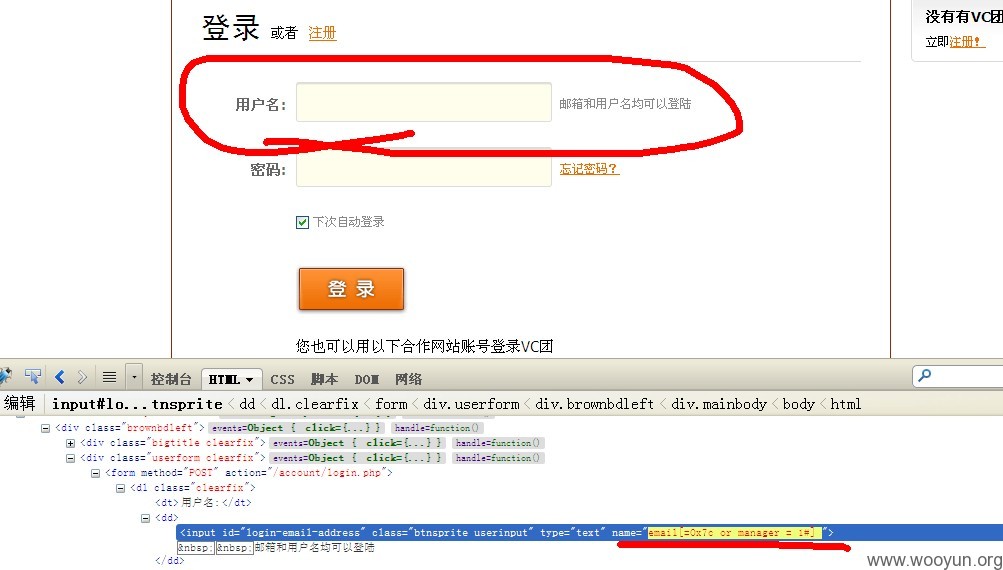 登录 或者 注册
没有有VC团
立即注册！
用户名:
邮箱和用户名均可以登陆
密码:
忘记密码？
下次自动登录
登 录
您也可以用以下合作网站账号登录VC团
控制台 HTML CSS 脚本 DOM 网络
编辑 input#lo...tnsprite < dd < dl.clearfix < form < div.userform < div.brownbdleft < div.mainbody < body < html
<div class="brownbdleft"> events=Object { click={...} } handle=function()
<div class="bigtitle clearfix"> events=Object { click={...} } handle=function()
<div class="userform clearfix"> events=Object { click={...} } handle=function()
<form method="POST" action="/account/login.php">
<dl class="clearfix">
<dt>用户名:</dt>
<dd>
<input id="login-email-address" class="btnsprite userinput" type="text" name="email[=0x7c or manager = 1#] ">
&nbsp;&nbsp;邮箱和用户名均可以登陆
</dd>
www.wooyun.org